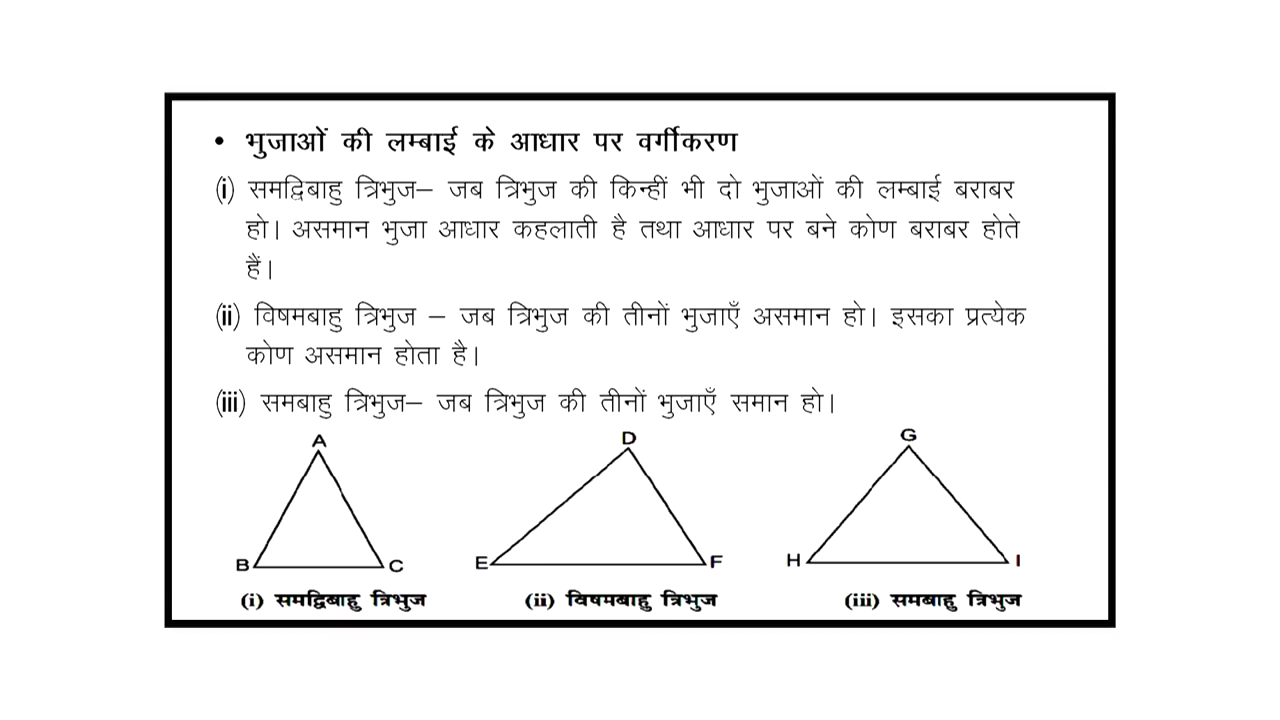 • भुजाओं की लम्बाई के आधार पर वर्गीकरण
(i) समद्विबाहु त्रिभुज– जब त्रिभुज की किन्हीं भी दो भुजाओं की लम्बाई बराबर
हो। असमान भुजा आधार कहलाती है तथा आधार पर बने कोण बराबर होते
हैं।
(ii) विषमबाहु त्रिभुज – जब त्रिभुज की तीनों भुजाएँ असमान हो। इसका प्रत्येक
कोण असमान होता है।
(iii) समबाहु त्रिभुज– जब त्रिभुज की तीनों भुजाएँ समान हो।
A D G
B C E F H I
(i) समद्विबाहु त्रिभुज (ii) विषमबाहु त्रिभुज (iii) समबाहु त्रिभुज